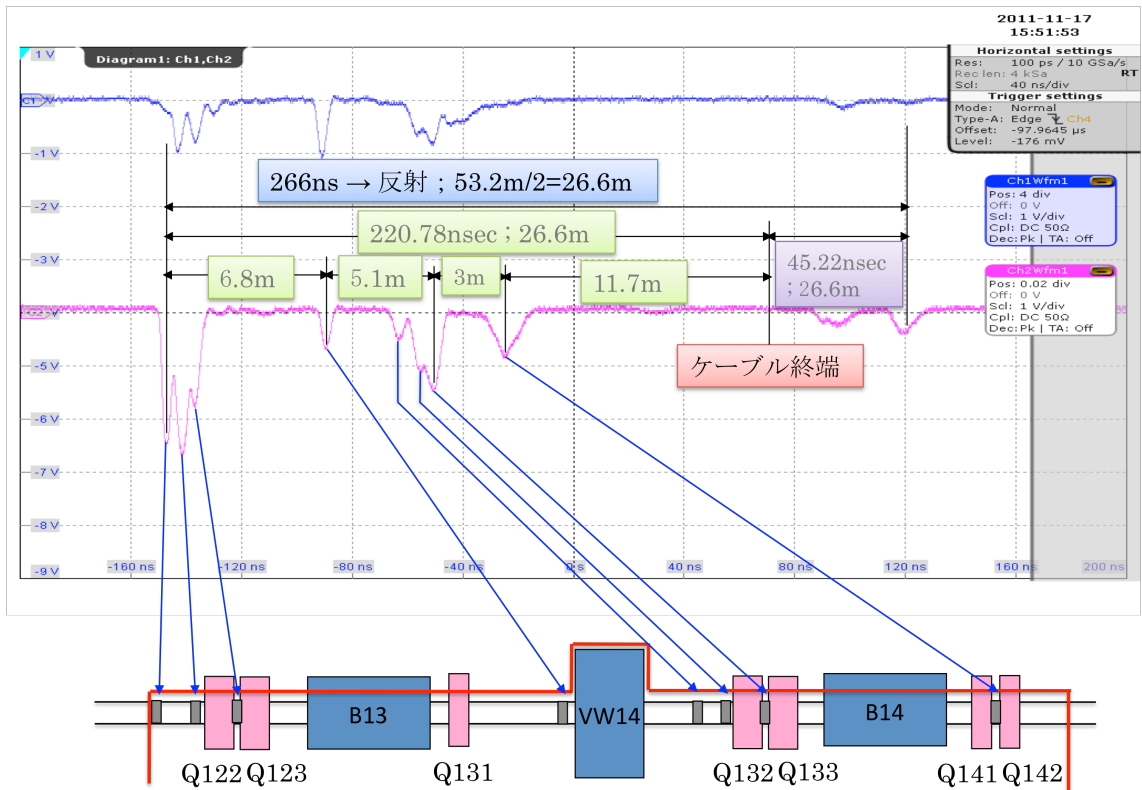 2011-11-17
15:51:53
Diagram1: Ch1,Ch2
Horizontal settings
Res: 100 ps / 10 GSa/s
Rec len: 4 kSa RT
Scl: 40 ns/div
Trigger settings
Mode: Normal
Type-A: Edge Ch4
Offset: -97.9645 µs
Level: -176 mV
1 V
C1
-1 V
-2 V
-3 V
-4 V
-5 V
-6 V
-7 V
-8 V
-9 V
266ns → 反射 ; 53.2m/2=26.6m
220.78nsec ; 26.6m
6.8m
5.1m
3m
11.7m
45.22nsec
; 26.6m
ケーブル終端
Ch1Wfm1
Pos: 4 div
Off: 0 V
Scl: 1 V/div
Cpl: DC 50Ω
Dec: Pk | TA: Off
Ch2Wfm1
Pos: 0.02 div
Off: 0 V
Scl: 1 V/div
Cpl: DC 50Ω
Dec: Pk | TA: Off
-160 ns
-120 ns
-80 ns
-40 ns
0 s
40 ns
80 ns
120 ns
160 ns
200 ns
B13
VW14
B14
Q122
Q123
Q131
Q132
Q133
Q141
Q142